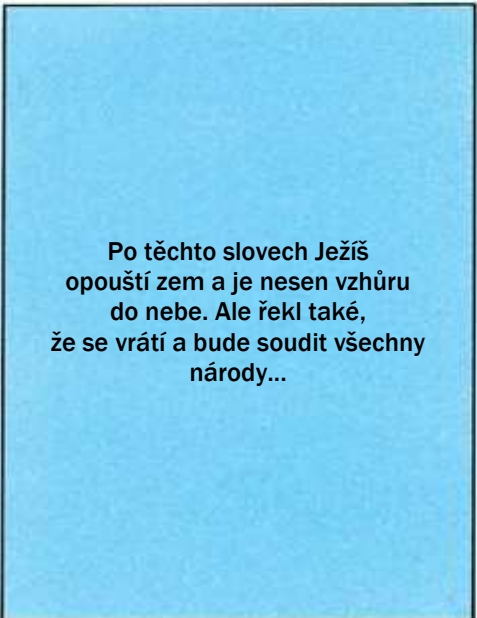 Po těchto slovech Ježíš
opouští zem a je nesen vzhůru
do nebe. Ale řekl také,
že se vrátí a bude soudit všechny
národy...